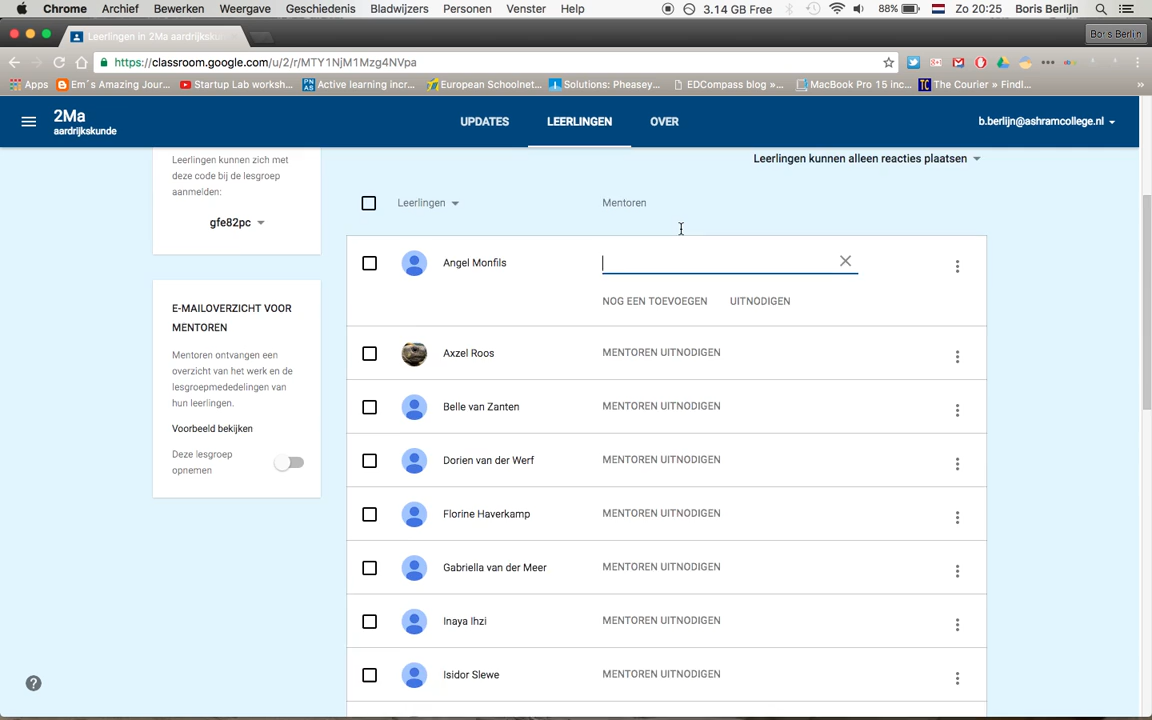 Chrome Archief Bewerken Weergave Geschiedenis Bladwijzers Personen Venster Help 3.14 GB Free 88% Zo 20:25 Boris Berlijn
Leerlingen in 2Ma aardrijksku Boris Berlijn
https://classroom.google.com/u/2/r/MTY1NjM1Mzg4NVpa
Apps Em´s Amazing Jour... Startup Lab worksh... Active learning incr... European Schoolnet... Solutions: Pheasey... EDCompass blog »... MacBook Pro 15 inc... The Courier » Findl... »
2Ma
aardrijkskunde
UPDATES LEERLINGEN OVER b.berlijn@ashramcollege.nl
Leerlingen kunnen alleen reacties plaatsen
Leerlingen kunnen zich met
deze code bij de lesgroep
aanmelden:
gfe82pc
E-MAILOVERZICHT VOOR
MENTOREN
Mentoren ontvangen een
overzicht van het werk en de
lesgroepmededelingen van
hun leerlingen.
Voorbeeld bekijken
Deze lesgroep
opnemen
Leerlingen Mentoren
Angel Monfils
NOG EEN TOEVOEGEN UITNODIGEN
Axzel Roos MENTOREN UITNODIGEN
Belle van Zanten MENTOREN UITNODIGEN
Dorien van der Werf MENTOREN UITNODIGEN
Florine Haverkamp MENTOREN UITNODIGEN
Gabriella van der Meer MENTOREN UITNODIGEN
Inaya Ihzi MENTOREN UITNODIGEN
Isidor Slewe MENTOREN UITNODIGEN
?